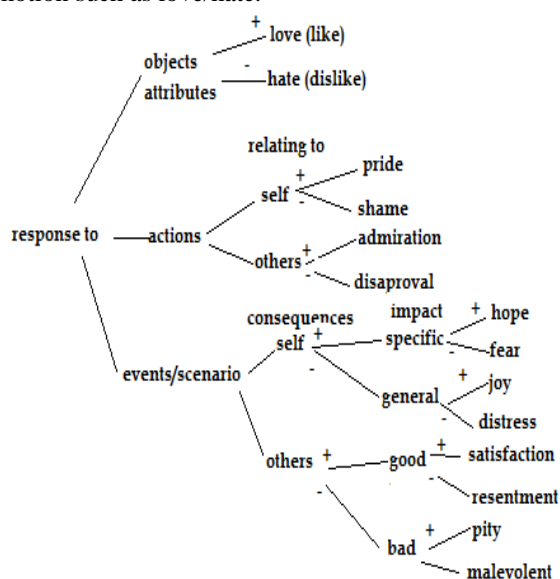 notion such as love/hate.
+
love (like)
objects
attributes
-
hate (dislike)
relating to
+
pride
self
-
shame
response to
actions
admiration
others
+
-
disaproval
consequences
impact
self
+
specific
+
hope
-
fear
-
events/scenario
general
+
joy
-
distress
others
+
good
+
satisfaction
-
-
resentment
bad
+
pity
-
malevolent